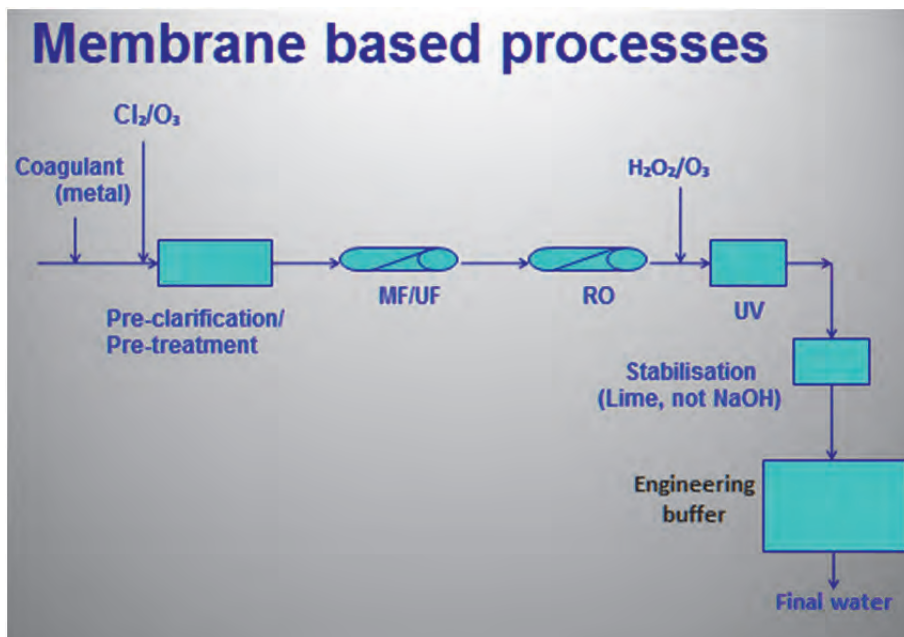 Membrane based processes
Cl₂/O₃
Coagulant
(metal)
H₂O₂/O₃
MF/UF
RO
UV
Pre-clarification/
Pre-treatment
Stabilisation
(Lime, not NaOH)
Engineering
buffer
Final water